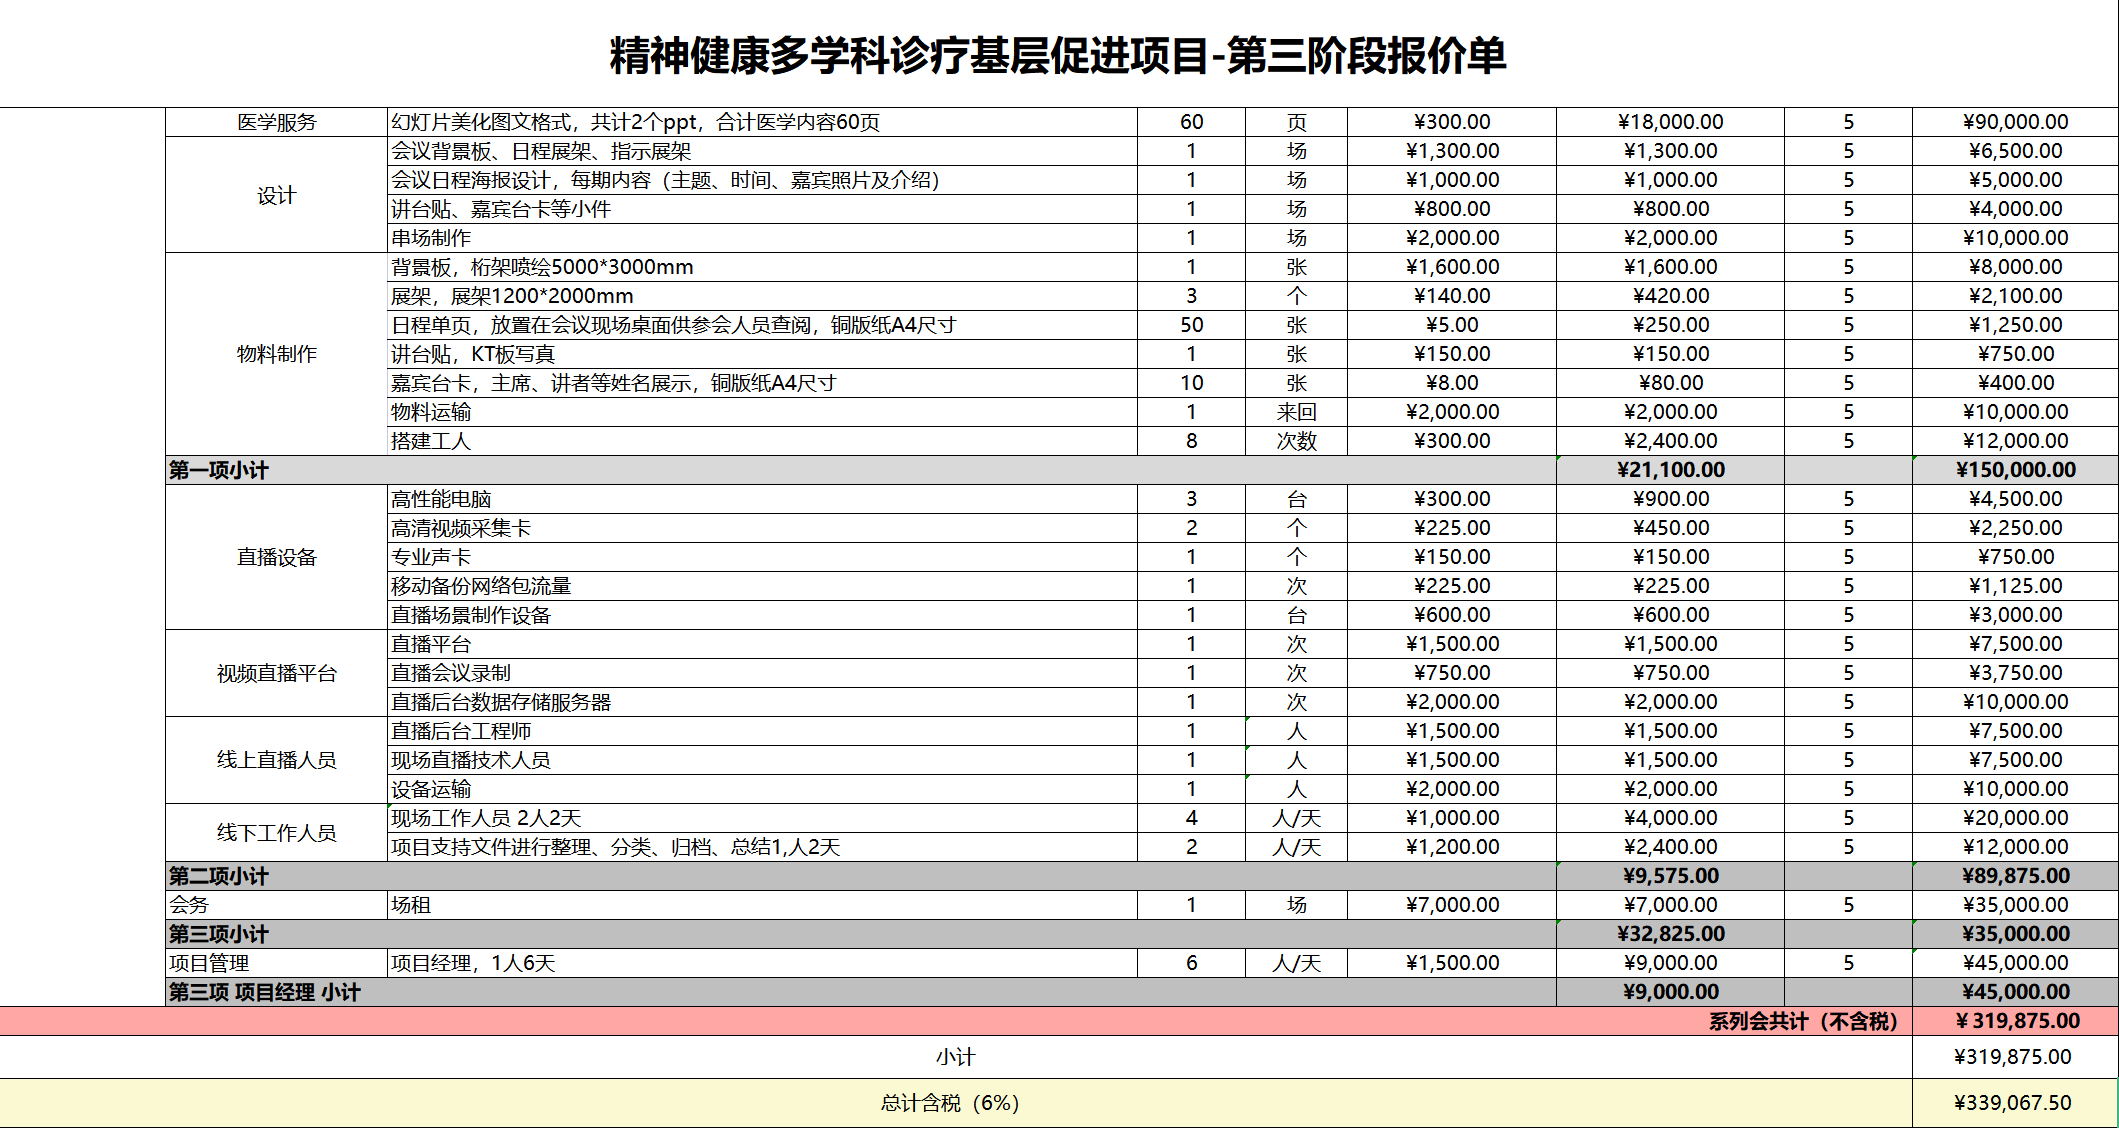 精神健康多学科诊疗基层促进项目-第三阶段报价单
医学服务 幻灯片美化图文格式，共计2个ppt，合计医学内容60页 60 页 ¥300.00 ¥18,000.00 5 ¥90,000.00
设计 会议背景板、日程展架、指示展架 1 场 ¥1,300.00 ¥1,300.00 5 ¥6,500.00
会议日程海报设计，每期内容（主题、时间、嘉宾照片及介绍） 1 场 ¥1,000.00 ¥1,000.00 5 ¥5,000.00
讲台贴、嘉宾台卡等小件 1 场 ¥800.00 ¥800.00 5 ¥4,000.00
串场制作 1 场 ¥2,000.00 ¥2,000.00 5 ¥10,000.00
物料制作 背景板，桁架喷绘5000*3000mm 1 张 ¥1,600.00 ¥1,600.00 5 ¥8,000.00
展架，展架1200*2000mm 3 个 ¥140.00 ¥420.00 5 ¥2,100.00
日程单页，放置在会议现场桌面供参会人员查阅，铜版纸A4尺寸 50 张 ¥5.00 ¥250.00 5 ¥1,250.00
讲台贴，KT板写真 1 张 ¥150.00 ¥150.00 5 ¥750.00
嘉宾台卡，主席、讲者等姓名展示，铜版纸A4尺寸 10 张 ¥8.00 ¥80.00 5 ¥400.00
物料运输 1 来回 ¥2,000.00 ¥2,000.00 5 ¥10,000.00
搭建工人 8 次数 ¥300.00 ¥2,400.00 5 ¥12,000.00
第一项小计 ¥21,100.00 ¥150,000.00
直播设备 高性能电脑 3 台 ¥300.00 ¥900.00 5 ¥4,500.00
高清视频采集卡 2 个 ¥225.00 ¥450.00 5 ¥2,250.00
专业声卡 1 个 ¥150.00 ¥150.00 5 ¥750.00
移动备份网络包流量 1 次 ¥225.00 ¥225.00 5 ¥1,125.00
直播场景制作设备 1 台 ¥600.00 ¥600.00 5 ¥3,000.00
视频直播平台 直播平台 1 次 ¥1,500.00 ¥1,500.00 5 ¥7,500.00
直播会议录制 1 次 ¥750.00 ¥750.00 5 ¥3,750.00
直播后台数据存储服务器 1 次 ¥2,000.00 ¥2,000.00 5 ¥10,000.00
线上直播人员 直播后台工程师 1 人 ¥1,500.00 ¥1,500.00 5 ¥7,500.00
现场直播技术人员 1 人 ¥1,500.00 ¥1,500.00 5 ¥7,500.00
设备运输 1 人 ¥2,000.00 ¥2,000.00 5 ¥10,000.00
线下工作人员 现场工作人员 2人2天 4 人/天 ¥1,000.00 ¥4,000.00 5 ¥20,000.00
项目支持文件进行整理、分类、归档、总结1,人2天 2 人/天 ¥1,200.00 ¥2,400.00 5 ¥12,000.00
第二项小计 ¥9,575.00 ¥89,875.00
会务 场租 1 场 ¥7,000.00 ¥7,000.00 5 ¥35,000.00
第三项小计 ¥32,825.00 ¥35,000.00
项目管理 项目经理，1人6天 6 人/天 ¥1,500.00 ¥9,000.00 5 ¥45,000.00
第三项 项目经理 小计 ¥9,000.00 ¥45,000.00
系列会共计（不含税） ¥ 319,875.00
小计 ¥319,875.00
总计含税（6%） ¥339,067.50